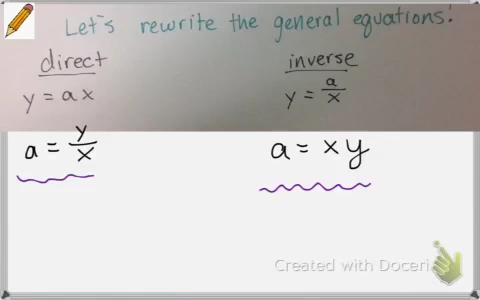 Let's rewrite the general equations!
direct
inverse
y = ax
y = a/x
a = y/x
a = xy
Created with Doceri